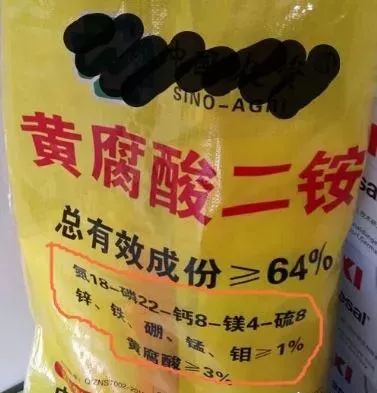 SINO-AGRI
黄腐酸二铵
总有效成份≥64%
氮18-磷22-钙8-镁4-硫8
锌、铁、硼、锰、钼≥1%
黄腐酸≥3%